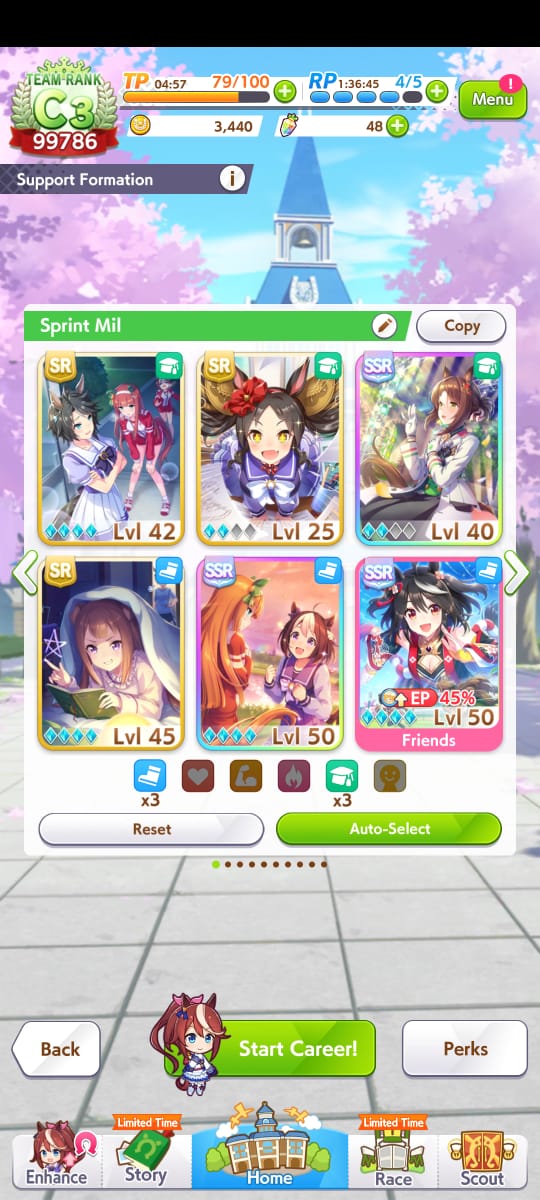 TEAM-RANK
C3
99786
TP 04:57 79/100
RP 1:36:45 4/5
Menu
3,440
48
Support Formation
Sprint Mil
Copy
SR
Lvl 42
SR
Lvl 25
SSR
Lvl 40
SR
Lvl 45
SSR
Lvl 50
SSR
EP 45%
Lvl 50
Friends
x3
x3
Reset
Auto-Select
Back
Start Career!
Perks
Limited Time
Limited Time
Enhance
Story
Home
Race
Scout